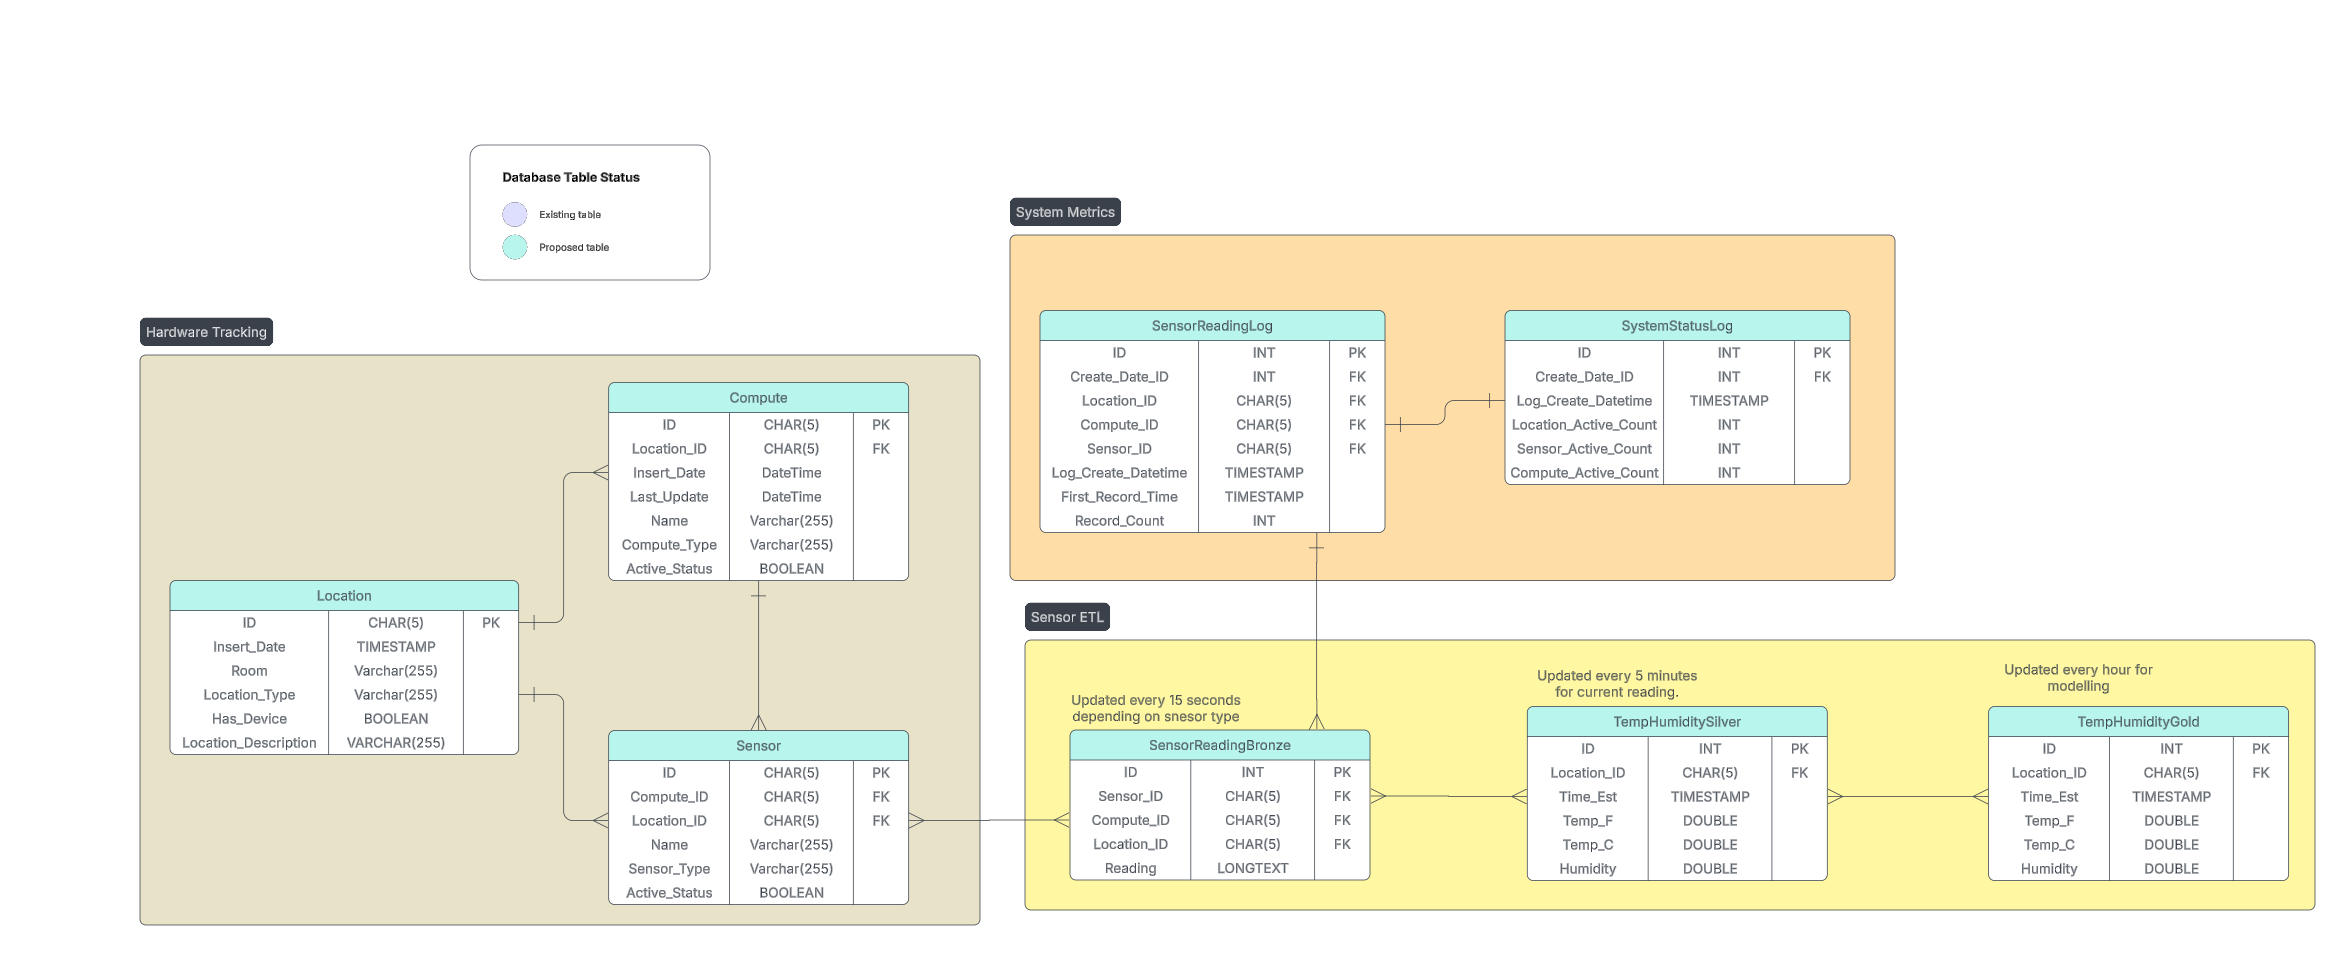 Database Table Status
Existing table
Proposed table
System Metrics
SensorReadingLog
ID INT PK
Create_Date_ID INT FK
Location_ID CHAR(5) FK
Compute_ID CHAR(5) FK
Sensor_ID CHAR(5) FK
Log_Create_Datetime TIMESTAMP
First_Record_Time TIMESTAMP
Record_Count INT
SystemStatusLog
ID INT PK
Create_Date_ID INT FK
Log_Create_Datetime TIMESTAMP
Location_Active_Count INT
Sensor_Active_Count INT
Compute_Active_Count INT
Hardware Tracking
Compute
ID CHAR(5) PK
Location_ID CHAR(5) FK
Insert_Date DateTime
Last_Update DateTime
Name Varchar(255)
Compute_Type Varchar(255)
Active_Status BOOLEAN
Location
ID CHAR(5) PK
Insert_Date TIMESTAMP
Room Varchar(255)
Location_Type Varchar(255)
Has_Device BOOLEAN
Location_Description VARCHAR(255)
Sensor
ID CHAR(5) PK
Compute_ID CHAR(5) FK
Location_ID CHAR(5) FK
Name Varchar(255)
Sensor_Type Varchar(255)
Active_Status BOOLEAN
Sensor ETL
Updated every 15 seconds
depending on snesor type
SensorReadingBronze
ID INT PK
Sensor_ID CHAR(5) FK
Compute_ID CHAR(5) FK
Location_ID CHAR(5) FK
Reading LONGTEXT
Updated every 5 minutes
for current reading.
TempHumiditySilver
ID INT PK
Location_ID CHAR(5) FK
Time_Est TIMESTAMP
Temp_F DOUBLE
Temp_C DOUBLE
Humidity DOUBLE
Updated every hour for
modelling
TempHumidityGold
ID INT PK
Location_ID CHAR(5) FK
Time_Est TIMESTAMP
Temp_F DOUBLE
Temp_C DOUBLE
Humidity DOUBLE